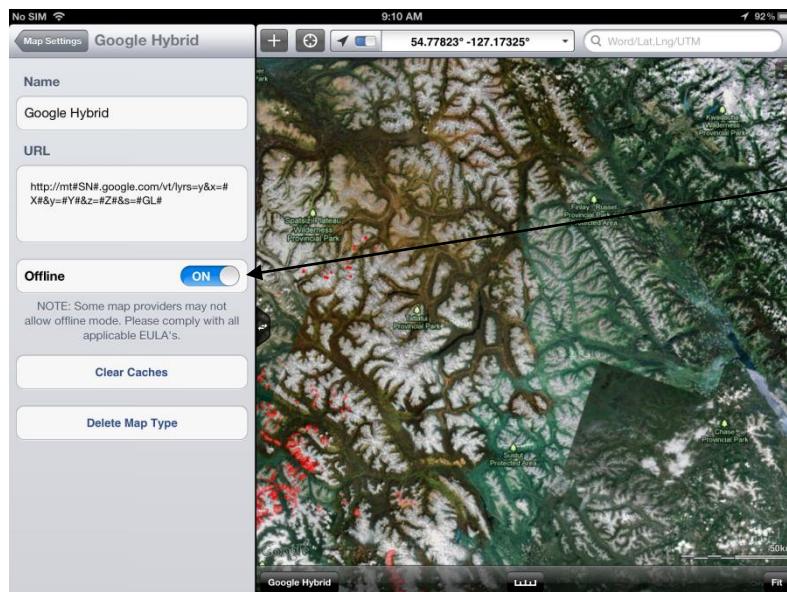 No SIM
9:10 AM
92%
Map Settings
Google Hybrid
54.77823° -127.17325°
Word/Lat,Lng/UTM
Name
Google Hybrid
URL
http://mt#SN#.google.com/vt/lyrs=y&x=#
X#&y=#Y#&z=#Z#&s=#GL#
Offline
ON
NOTE: Some map providers may not
allow offline mode. Please comply with all
applicable EULA's.
Clear Caches
Delete Map Type
Park
Kwadacha
Wilderness
Provincial Park
Finlay - Russel
Provincial Park
Protected Area
Spatsizi Plateau
Wilderness
Provincial Park
Tatlatui
Provincial Park
Chase
Provincial Park
Sustut
Protected Area
Google
50k
Google Hybrid
Fit